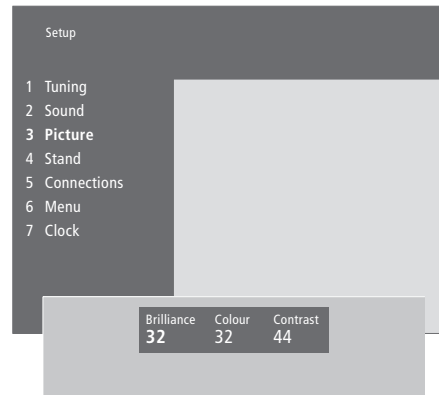 Setup
1 Tuning
2 Sound
3 Picture
4 Stand
5 Connections
6 Menu
7 Clock
Brilliance Colour Contrast
32 32 44